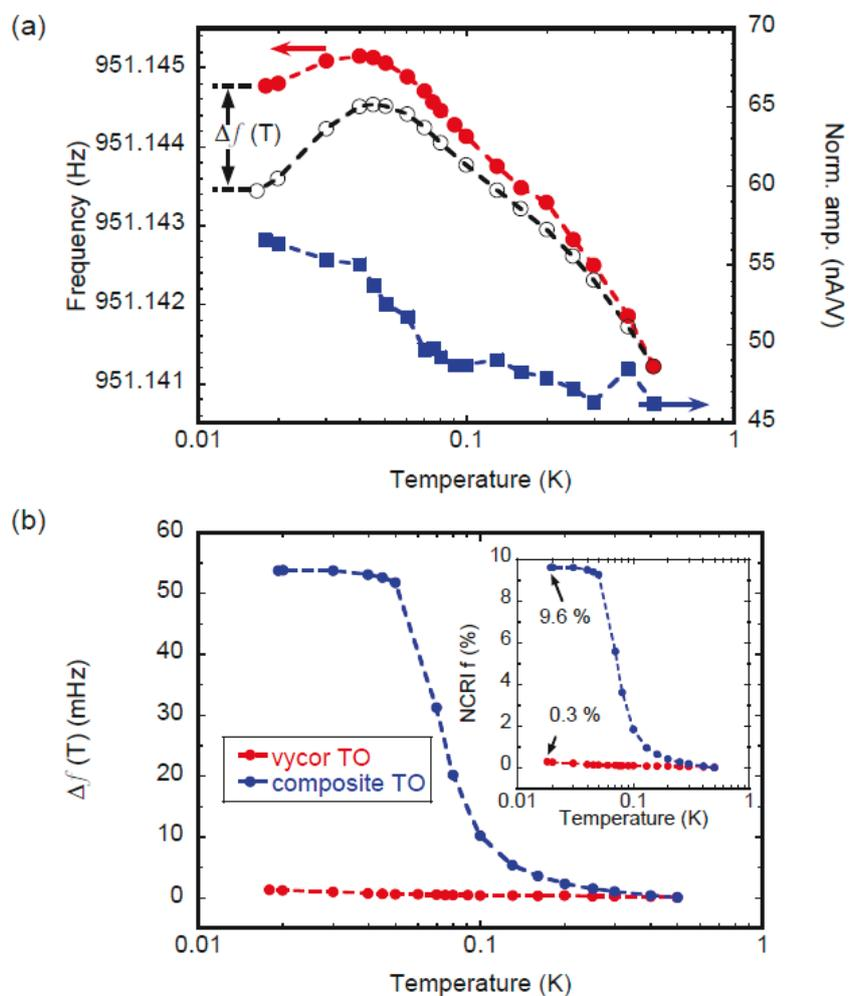 (a)
70
951.145
65
951.144
Δf (T)
60
951.143
55
951.142
50
951.141
45
Frequency (Hz)
Norm. amp. (nA/V)
0.01
0.1
1
Temperature (K)
(b)
60
50
40
30
20
10
0
Δf (T) (mHz)
vycor TO
composite TO
0.01
0.1
1
Temperature (K)
10
8
6
4
2
0
NCRI f (%)
9.6 %
0.3 %
0.01
0.1
1
Temperature (K)